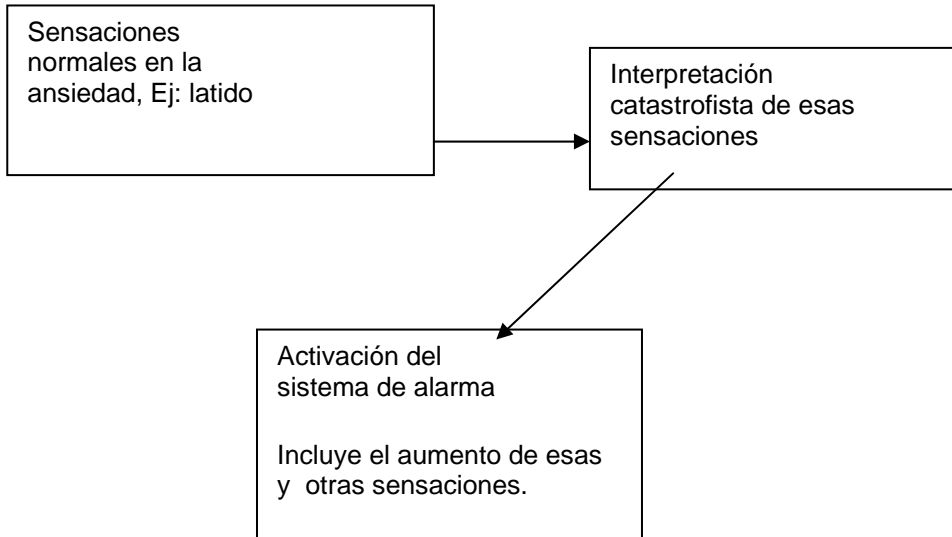 Sensaciones
normales en la
ansiedad, Ej: latido
Interpretación
catastrofista de esas
sensaciones
Activación del
sistema de alarma
Incluye el aumento de esas
y  otras sensaciones.